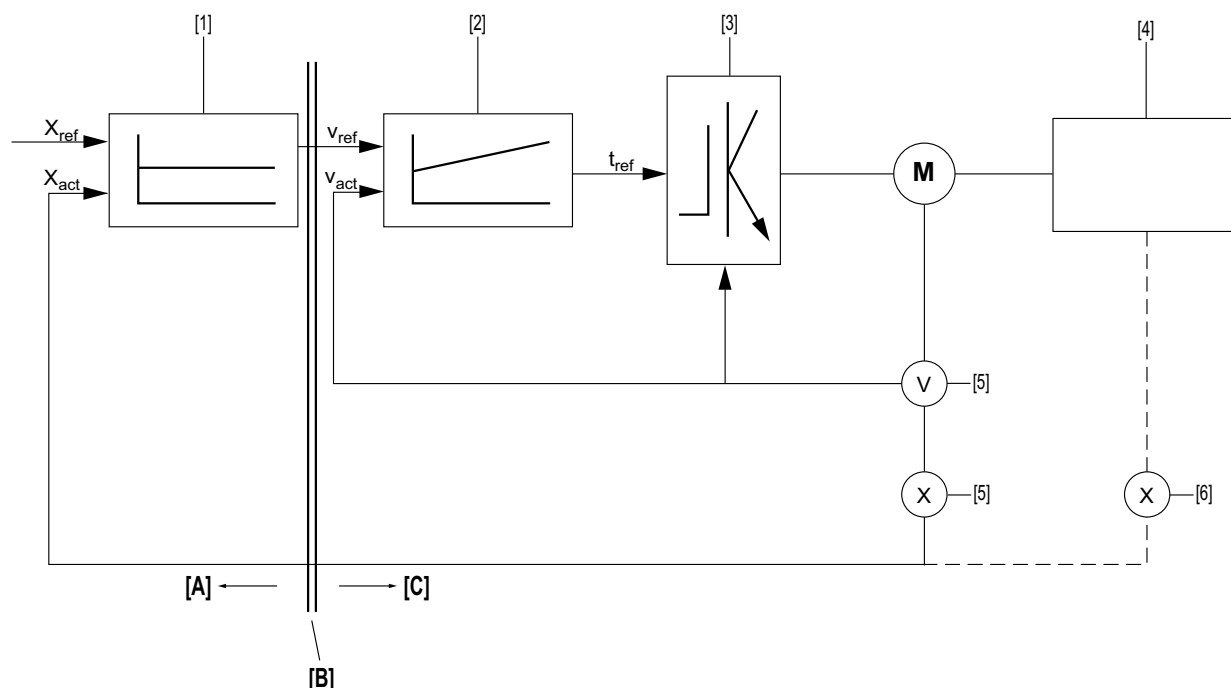 [1]
[2]
[3]
[4]
Xref
Xact
vref
vact
tref
M
V
[5]
X
[5]
X
[6]
[A]
[C]
[B]